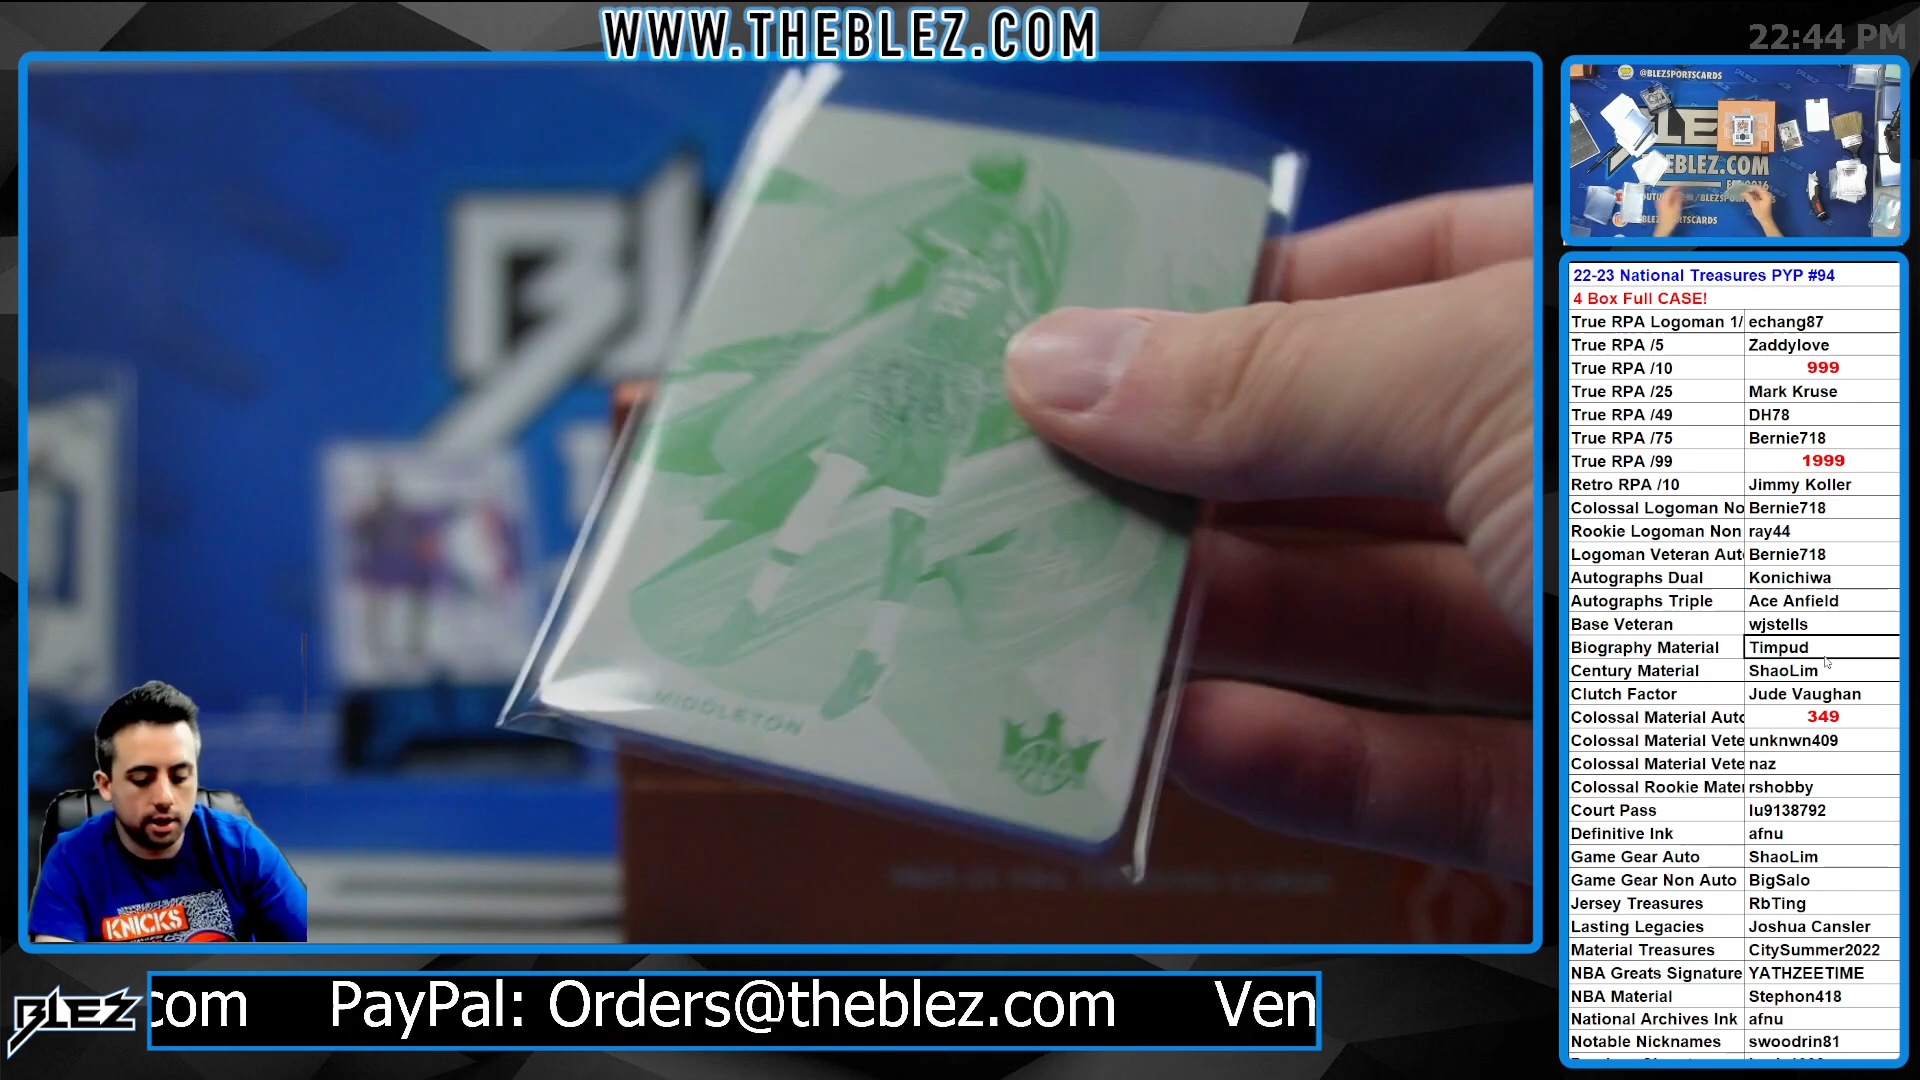 WWW.THEBLEZ.COM
22:44 PM
@BLEZSPORTSCARDS
BLEZ
THEBLEZ.COM
MIDDLETON
KNICKS
22-23 National Treasures PYP #94
4 Box Full CASE!
True RPA Logoman 1/ echang87
True RPA /5 Zaddylove
True RPA /10 999
True RPA /25 Mark Kruse
True RPA /49 DH78
True RPA /75 Bernie718
True RPA /99 1999
Retro RPA /10 Jimmy Koller
Colossal Logoman No Bernie718
Rookie Logoman Non ray44
Logoman Veteran Aut Bernie718
Autographs Dual Konichiwa
Autographs Triple Ace Anfield
Base Veteran wjstells
Biography Material Timpud
Century Material ShaoLim
Clutch Factor Jude Vaughan
Colossal Material Auto 349
Colossal Material Vete unknwn409
Colossal Material Vete naz
Colossal Rookie Mater rshobby
Court Pass lu9138792
Definitive Ink afnu
Game Gear Auto ShaoLim
Game Gear Non Auto BigSalo
Jersey Treasures RbTing
Lasting Legacies Joshua Cansler
Material Treasures CitySummer2022
NBA Greats Signature YATHZEETIME
NBA Material Stephon418
National Archives Ink afnu
Notable Nicknames swoodrin81
BLEZ
com PayPal: Orders@theblez.com Ven